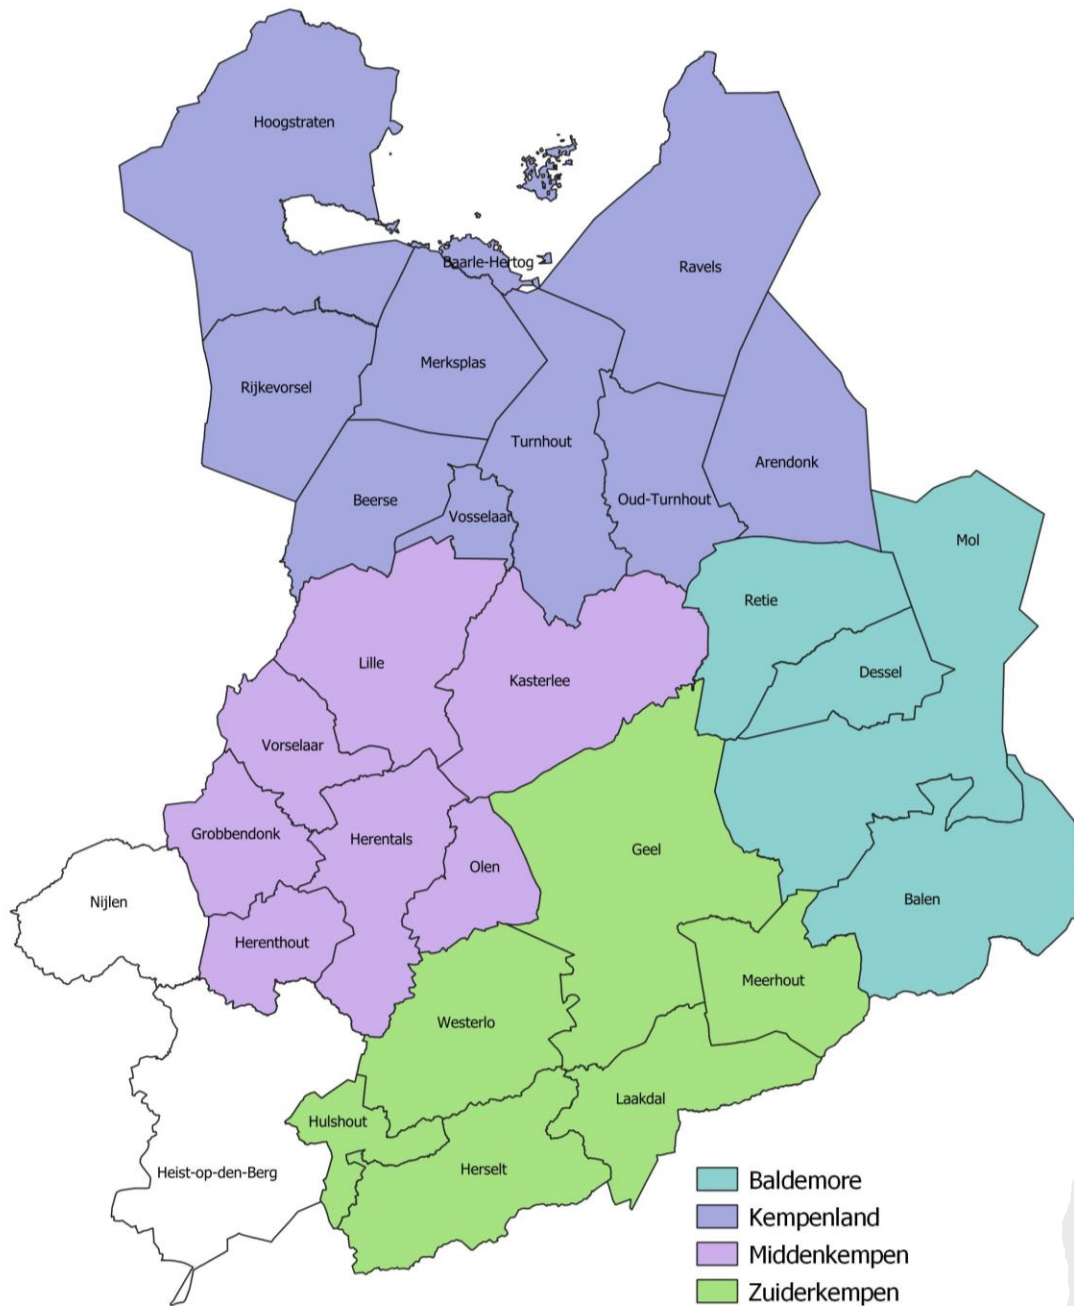 Hoogstraten
Baarle-Hertog
Ravels
Merksplas
Rijkevorsel
Turnhout
Arendonk
Beerse
Oud-Turnhout
Vosselaar
Mol
Retie
Lille
Dessel
Kasterlee
Vorselaar
Grobbendonk
Herentals
Geel
Olen
Nijlen
Balen
Herenthout
Meerhout
Westerlo
Laakdal
Hulshout
Herselt
Heist-op-den-Berg
Baldemore
Kempenland
Middenkempen
Zuiderkempen